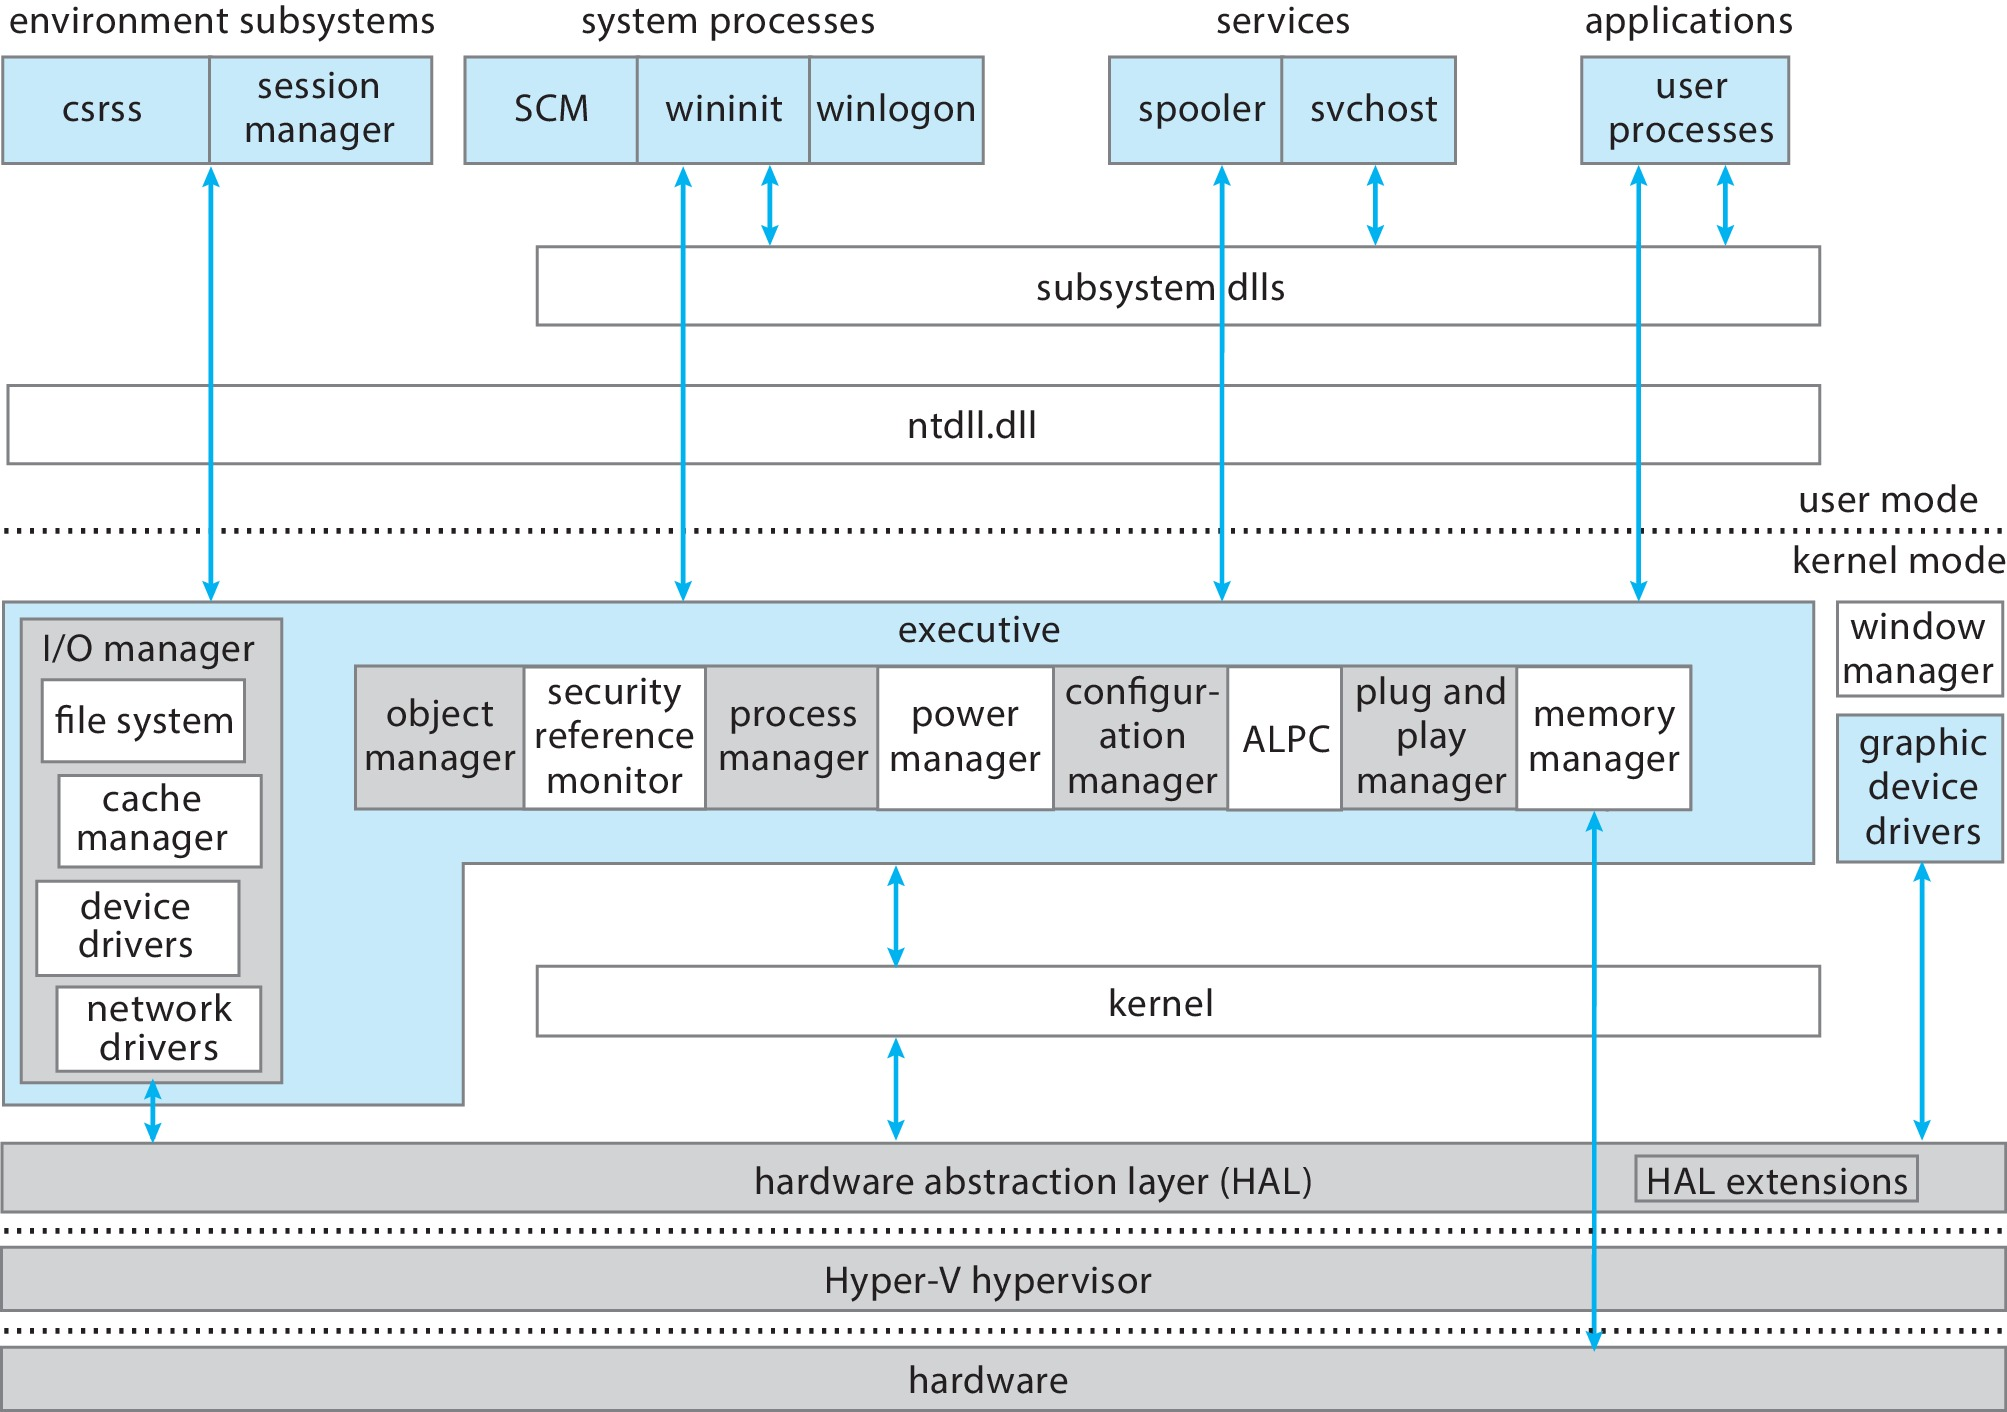 environment subsystems
system processes
services
applications
csrss
session
manager
SCM
wininit
winlogon
spooler
svchost
user
processes
subsystem dlls
ntdll.dll
user mode
kernel mode
executive
I/O manager
file system
cache
manager
device
drivers
network
drivers
object
manager
security
reference
monitor
process
manager
power
manager
configur-
ation
manager
ALPC
plug and
play
manager
memory
manager
window
manager
graphic
device
drivers
kernel
hardware abstraction layer (HAL)
HAL extensions
Hyper-V hypervisor
hardware